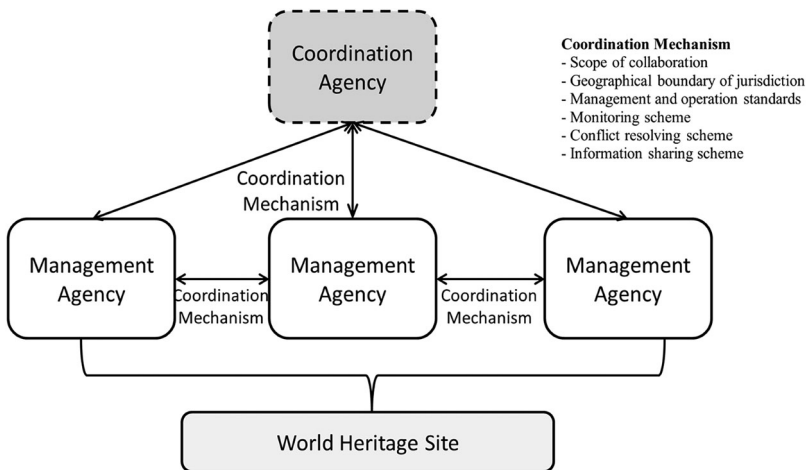 Coordination
Agency
Coordination Mechanism
- Scope of collaboration
- Geographical boundary of jurisdiction
- Management and operation standards
- Monitoring scheme
- Conflict resolving scheme
- Information sharing scheme
Coordination
Mechanism
Management
Agency
Coordination
Mechanism
Management
Agency
Coordination
Mechanism
Management
Agency
World Heritage Site